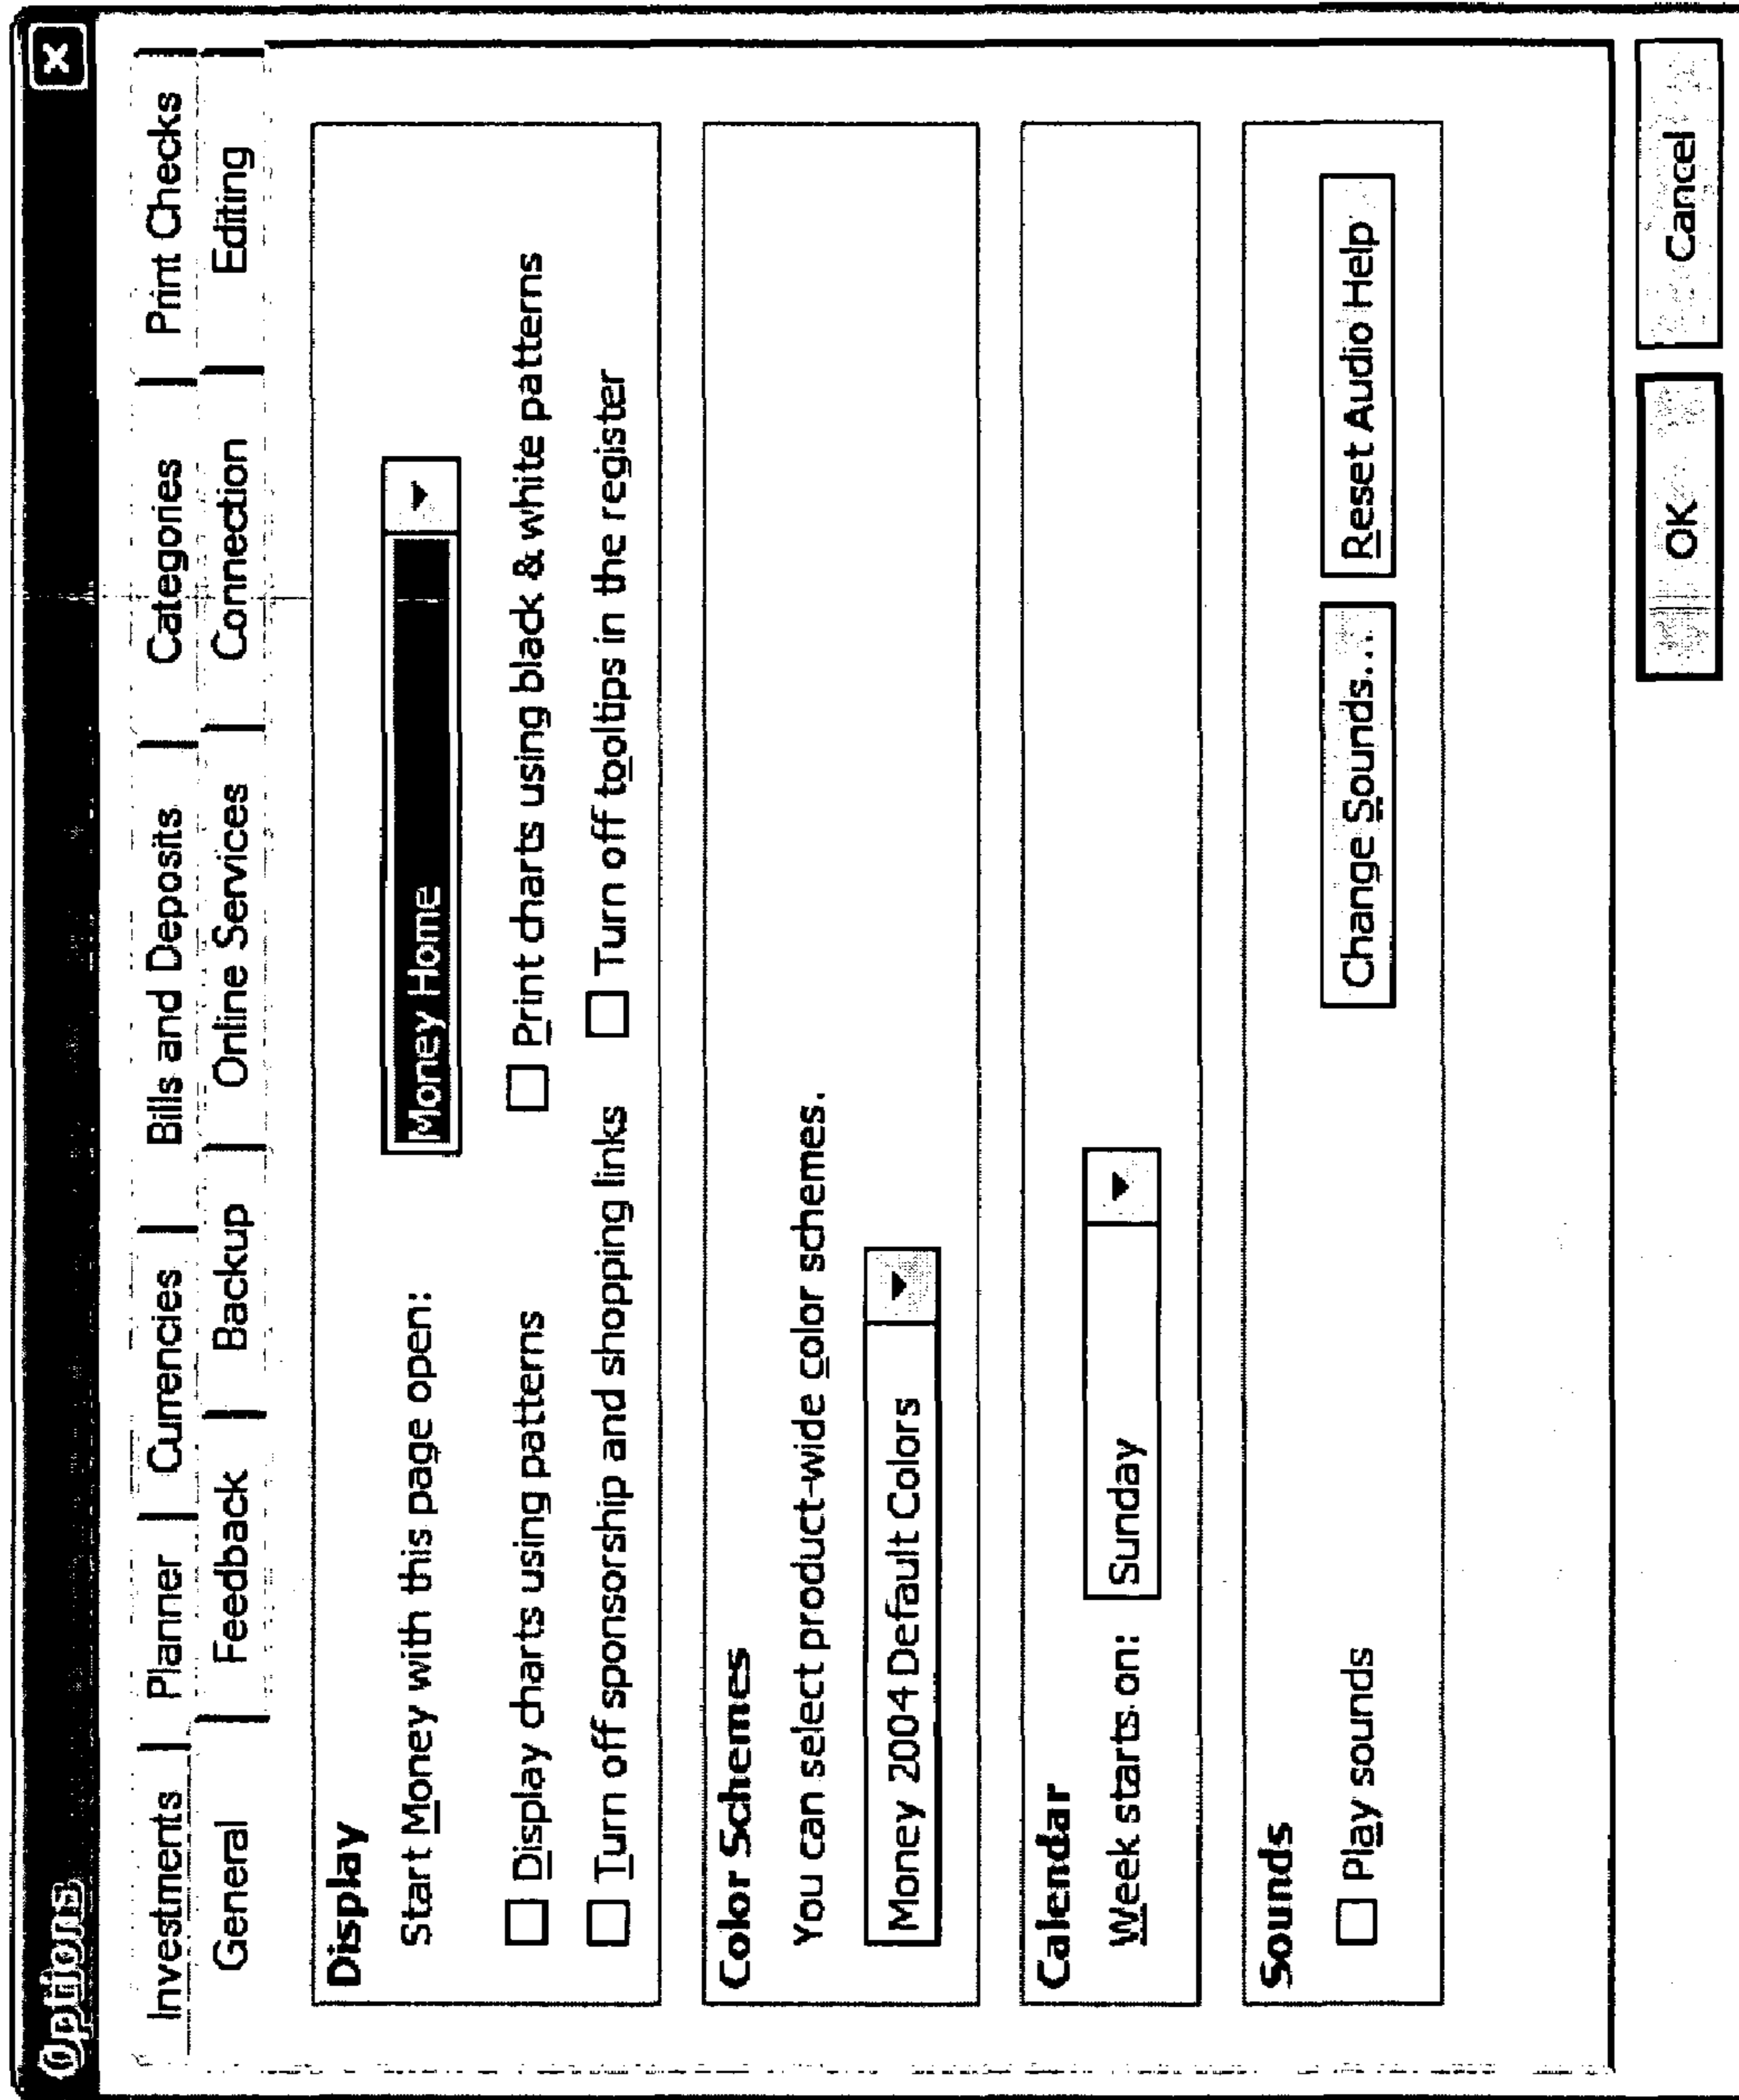 Options
Investments Planner Currencies Bills and Deposits Categories Print Checks
General Feedback Backup Online Services Connection Editing
Display
Start Money with this page open: Money Home
Display charts using patterns Print charts using black & white patterns
Turn off sponsorship and shopping links Turn off tooltips in the register
Color Schemes
You can select product-wide color schemes.
Money 2004 Default Colors
Calendar
Week starts on: Sunday
Sounds
Play sounds Change Sounds... Reset Audio Help
OK Cancel